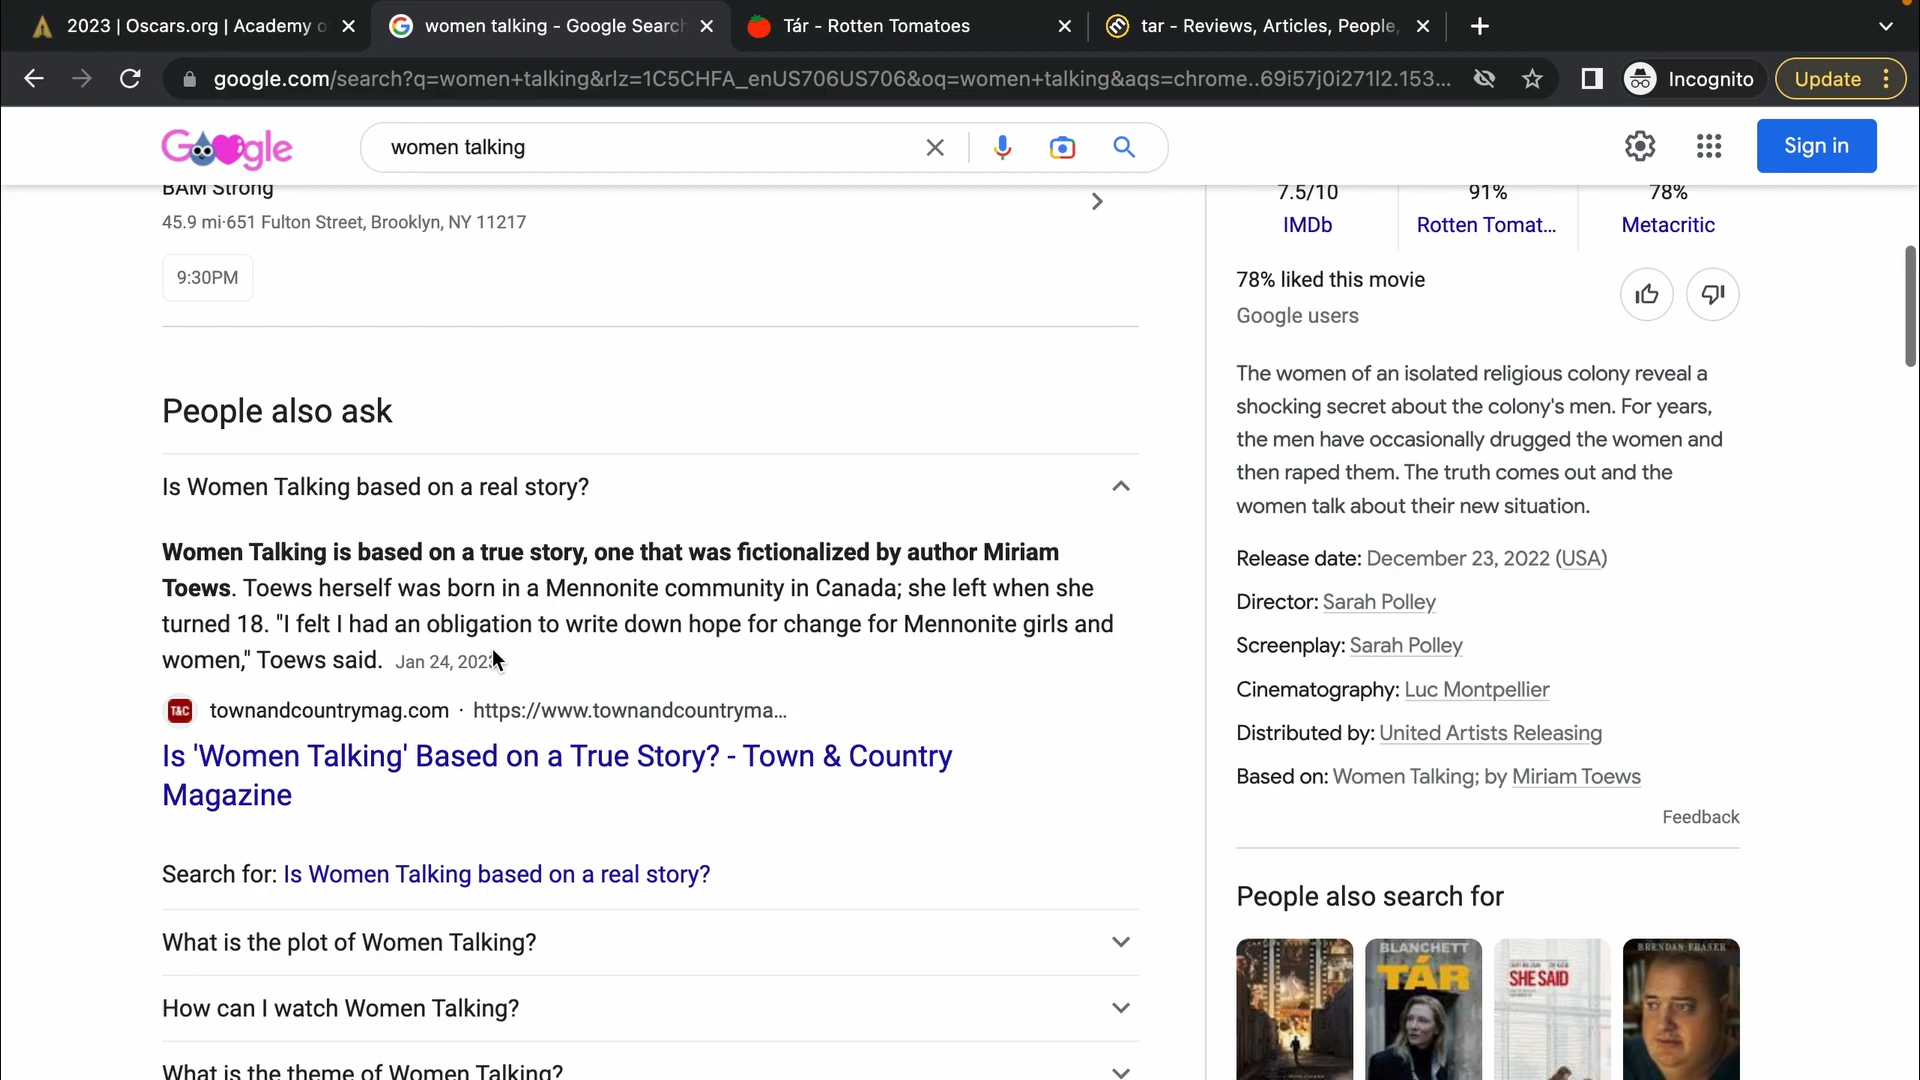 2023 | Oscars.org | Academy o
women talking - Google Search
Tár - Rotten Tomatoes
tar - Reviews, Articles, People,
google.com/search?q=women+talking&rlz=1C5CHFA_enUS706US706&oq=women+talking&aqs=chrome..69i57j0i271l2.153...
Incognito
Update
Google
women talking
Sign in
BAM Strong
45.9 mi·651 Fulton Street, Brooklyn, NY 11217
9:30PM
People also ask
Is Women Talking based on a real story?
Women Talking is based on a true story, one that was fictionalized by author Miriam
Toews. Toews herself was born in a Mennonite community in Canada; she left when she
turned 18. "I felt I had an obligation to write down hope for change for Mennonite girls and
women," Toews said. Jan 24, 2023
T&C
townandcountrymag.com · https://www.townandcountryma...
Is 'Women Talking' Based on a True Story? - Town & Country
Magazine
Search for: Is Women Talking based on a real story?
What is the plot of Women Talking?
How can I watch Women Talking?
What is the theme of Women Talking?
7.5/10
IMDb
91%
Rotten Tomat...
78%
Metacritic
78% liked this movie
Google users
The women of an isolated religious colony reveal a
shocking secret about the colony's men. For years,
the men have occasionally drugged the women and
then raped them. The truth comes out and the
women talk about their new situation.
Release date: December 23, 2022 (USA)
Director: Sarah Polley
Screenplay: Sarah Polley
Cinematography: Luc Montpellier
Distributed by: United Artists Releasing
Based on: Women Talking; by Miriam Toews
Feedback
People also search for
BLANCHETT
TÁR
SHE SAID
BRENDAN FRASER